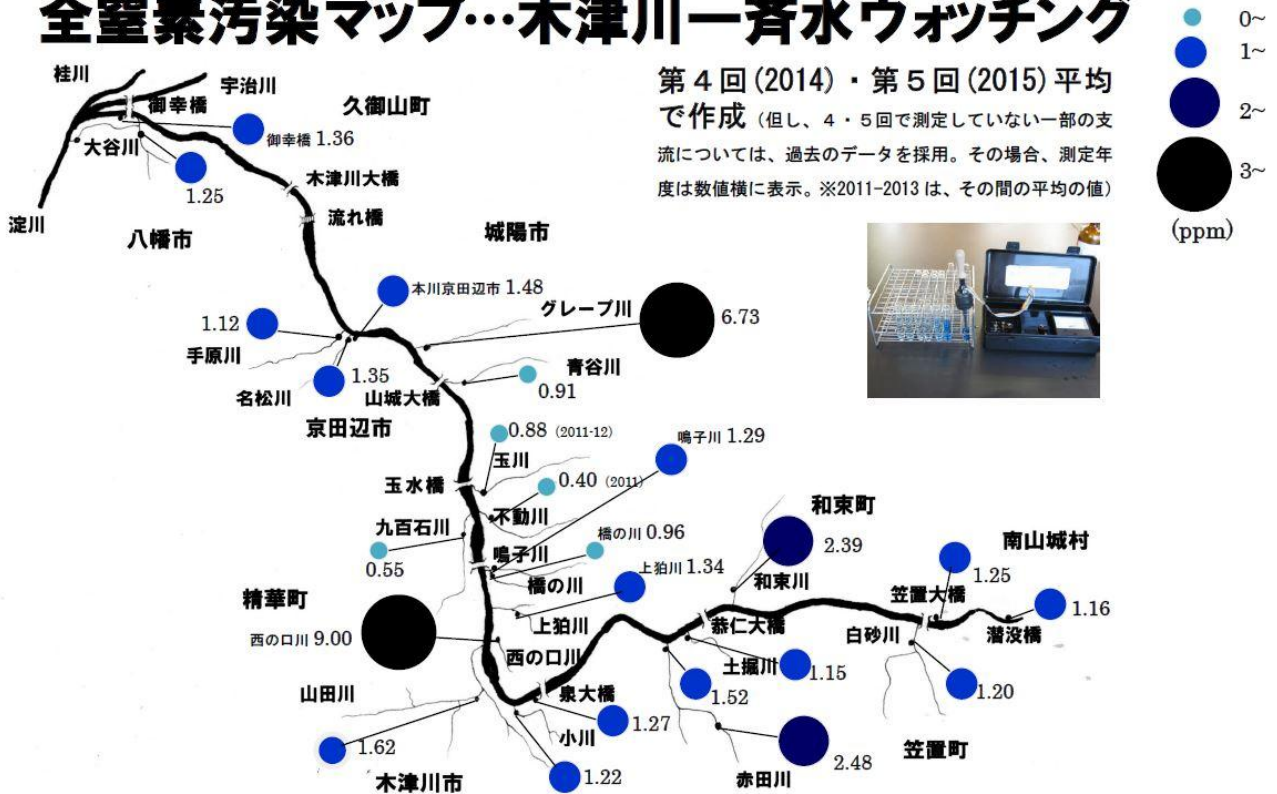 全窒素汚染マップ…木津川一斉水ウォッチング
0~
1~
2~
3~
(ppm)
第4回(2014)・第5回(2015)平均
で作成(但し、4・5回で測定していない一部の支
流については、過去のデータを採用。その場合、測定年
度は数値横に表示。※2011-2013は、その間の平均の値)
桂川
宇治川
御幸橋
久御山町
御幸橋 1.36
大谷川
1.25
木津川大橋
淀川
流れ橋
八幡市
城陽市
本川京田辺市 1.48
グレープ川
6.73
1.12
手原川
青谷川
1.35
名松川
山城大橋
0.91
京田辺市
0.88 (2011-12)
鳴子川 1.29
玉川
玉水橋
0.40 (2011)
和束町
九百石川
不動川
橋の川 0.96
2.39
南山城村
鳴子川
0.55
上狛川 1.34
和束川
1.25
橋の川
笠置大橋
精華町
1.16
上狛川
恭仁大橋
白砂川
潜没橋
西の口川 9.00
西の口川
土掘川
1.15
山田川
泉大橋
1.52
1.20
1.27
小川
1.62
笠置町
2.48
木津川市
1.22
赤田川